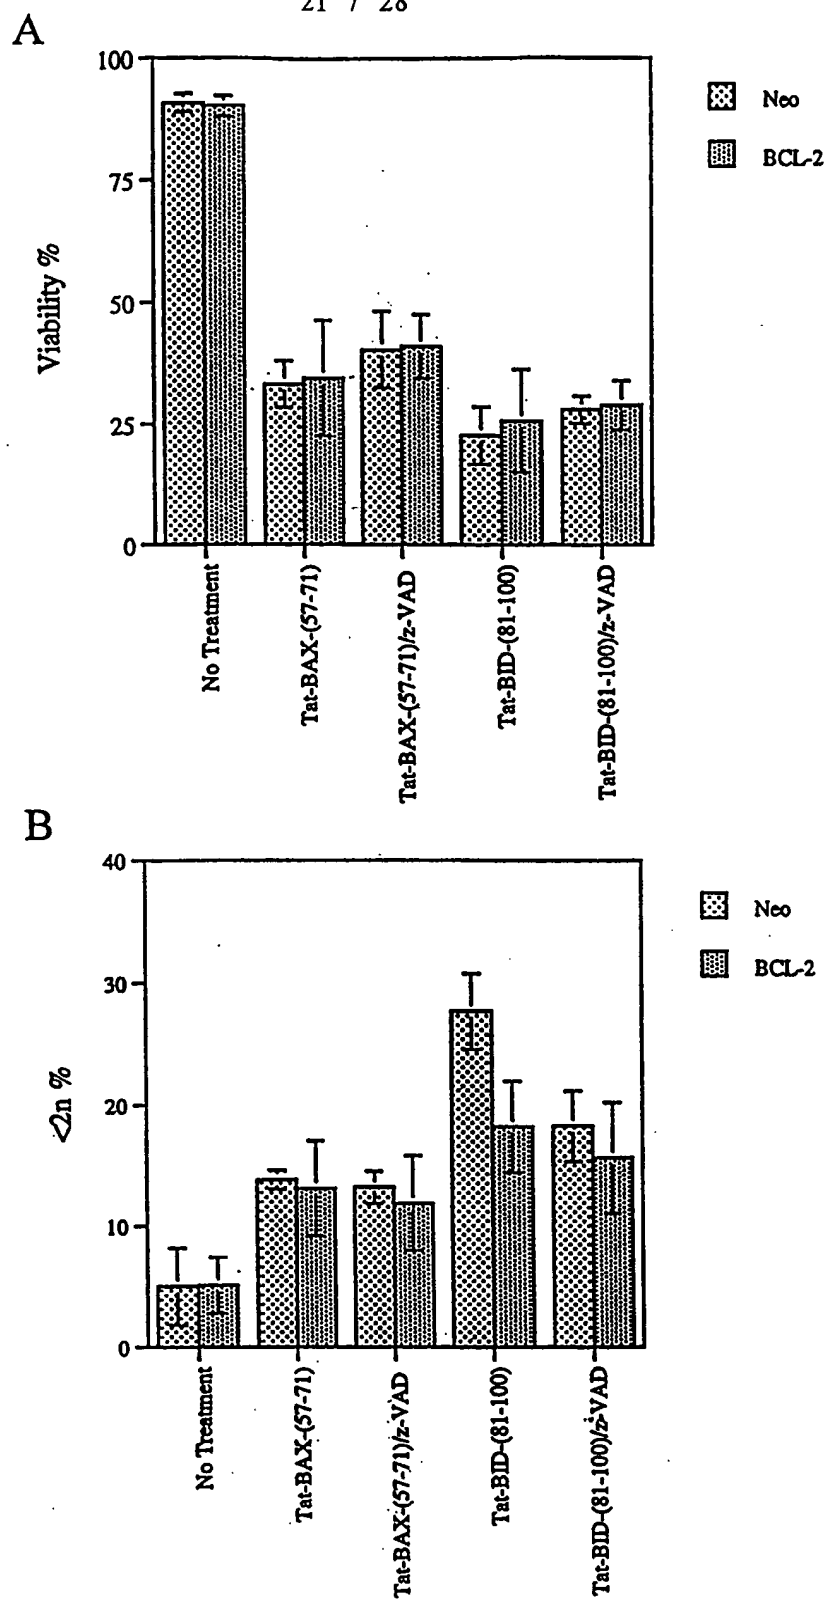 21 / 28
A
100
75
50
25
0
Viability %
Neo
BCL-2
No Treatment
Tat-BAX-(57-71)
Tat-BAX-(57-71)/z-VAD
Tat-BID-(81-100)
Tat-BID-(81-100)/z-VAD
B
40
30
20
10
0
<2n %
Neo
BCL-2
No Treatment
Tat-BAX-(57-71)
Tat-BAX-(57-71)/z-VAD
Tat-BID-(81-100)
Tat-BID-(81-100)/z-VAD